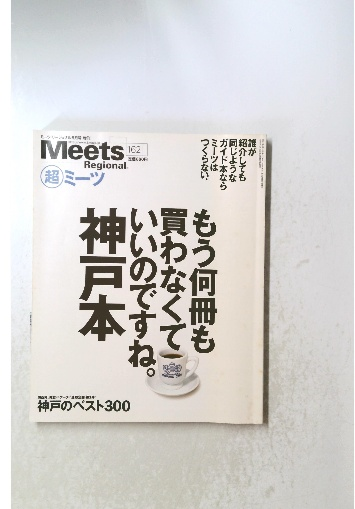 Meets
Regional
162
超ミーツ
誰が
紹介しても
同じような
ガイド本なら
ミーツは
つくらない
もう何冊も
買わなくて
いいのですね。
神戸本
神戸のベスト300